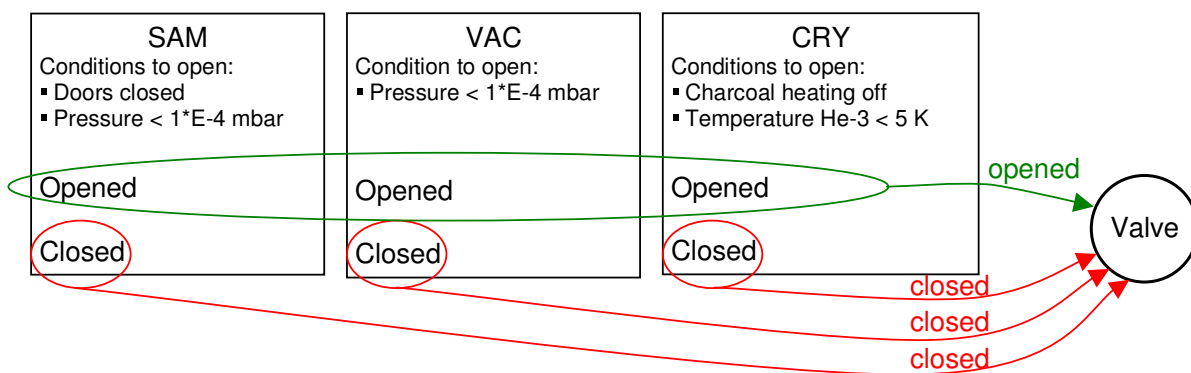 SAM
Conditions to open:
▪ Doors closed
▪ Pressure < 1*E-4 mbar
Opened
Closed
VAC
Condition to open:
▪ Pressure < 1*E-4 mbar
Opened
Closed
CRY
Conditions to open:
▪ Charcoal heating off
▪ Temperature He-3 < 5 K
Opened
Closed
opened
Valve
closed
closed
closed